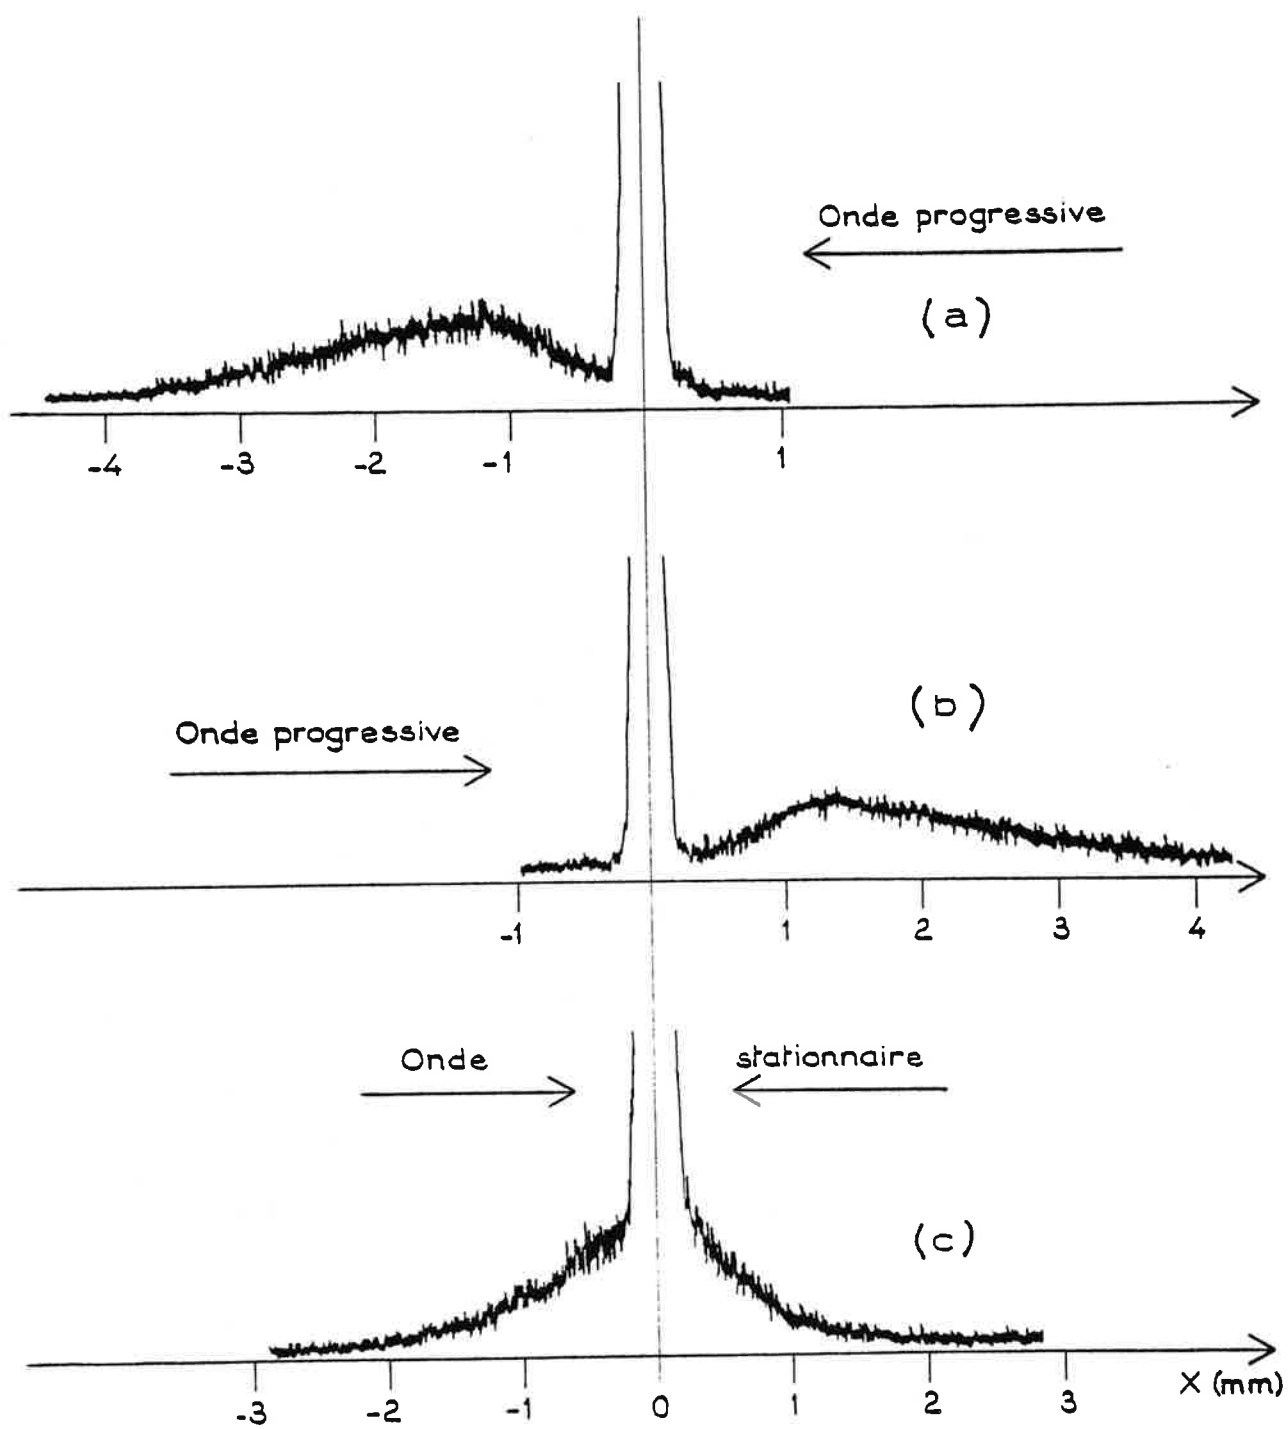 Onde progressive
(a)
-4 -3 -2 -1 1
(b)
Onde progressive
-1 1 2 3 4
Onde stationnaire
(c)
-3 -2 -1 0 1 2 3 X (mm)